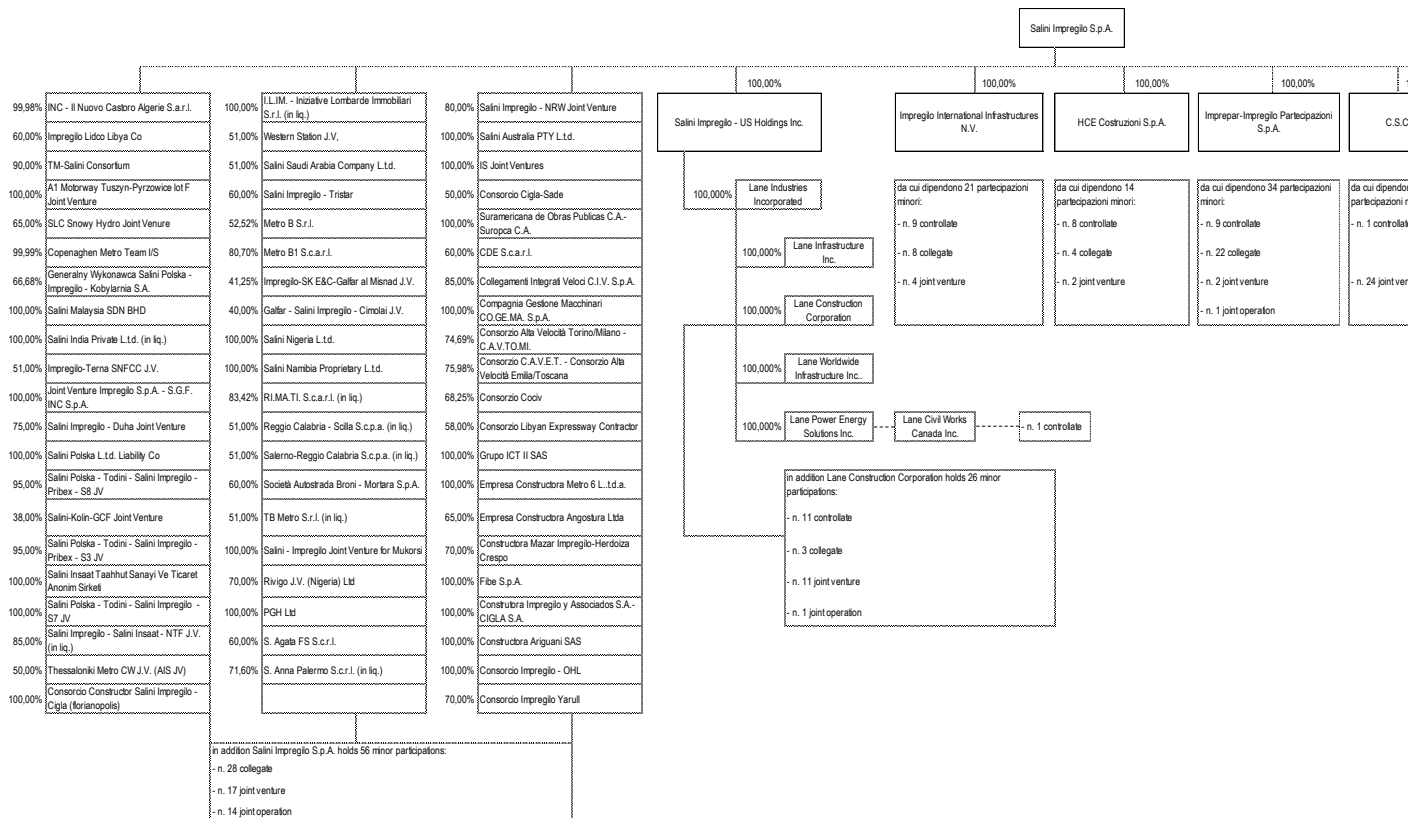 Salini Impregilo S.p.A.
100,00%
100,00%
100,00%
100,00%
99,98% INC - Il Nuovo Castoro Algerie S.a.r.l.
60,00% Impregilo Lidco Libya Co
90,00% TM-Salini Consortium
100,00% A1 Motorway Tuszyn-Pyrzowice lot F
Joint Venture
65,00% SLC Snowy Hydro Joint Venure
99,99% Copenaghen Metro Team I/S
66,68% Generalny Wykonawca Salini Polska -
Impregilo - Kobylarnia S.A.
100,00% Salini Malaysia SDN BHD
100,00% Salini India Private L.t.d. (in liq.)
51,00% Impregilo-Terna SNFCC J.V.
100,00% Joint Venture Impregilo S.p.A. - S.G.F.
INC S.p.A.
75,00% Salini Impregilo - Duha Joint Venture
100,00% Salini Polska L.t.d. Liability Co
95,00% Salini Polska - Todini - Salini Impregilo -
Pribex - S8 JV
38,00% Salini-Kolin-GCF Joint Venture
95,00% Salini Polska - Todini - Salini Impregilo -
Pribex - S3 JV
100,00% Salini Insaat Taahhut Sanayi Ve Ticaret
Anonim Sirketi
100,00% Salini Polska - Todini - Salini Impregilo -
S7 JV
85,00% Salini Impregilo - Salini Insaat - NTF J.V.
(in liq.)
50,00% Thessaloniki Metro CW J.V. (AIS JV)
100,00% Consorcio Constructor Salini Impregilo -
Cigla (florianopolis)
100,00% I.L.IM. - Iniziative Lombarde Immobiliari
S.r.l. (in liq.)
51,00% Western Station J.V,
51,00% Salini Saudi Arabia Company L.t.d.
60,00% Salini Impregilo - Tristar
52,52% Metro B S.r.l.
80,70% Metro B1 S.c.a.r.l.
41,25% Impregilo-SK E&C-Galfar al Misnad J.V.
40,00% Galfar - Salini Impregilo - Cimolai J.V.
100,00% Salini Nigeria L.t.d.
100,00% Salini Namibia Proprietary L.t.d.
83,42% RI.MA.TI. S.c.a.r.l. (in liq.)
51,00% Reggio Calabria - Scilla S.c.p.a. (in liq.)
51,00% Salerno-Reggio Calabria S.c.p.a. (in liq.)
60,00% Società Autostrada Broni - Mortara S.p.A.
51,00% TB Metro S.r.l. (in liq.)
100,00% Salini - Impregilo Joint Venture for Mukorsi
70,00% Rivigo J.V. (Nigeria) Ltd
100,00% PGH Ltd
60,00% S. Agata FS S.c.r.l.
71,60% S. Anna Palermo S.c.r.l. (in liq.)
80,00% Salini Impregilo - NRW Joint Venture
100,00% Salini Australia PTY L.t.d.
100,00% IS Joint Ventures
50,00% Consorcio Cigla-Sade
100,00% Suramericana de Obras Publicas C.A.-
Suropca C.A.
60,00% CDE S.c.a.r.l.
85,00% Collegamenti Integrati Veloci C.I.V. S.p.A.
100,00% Compagnia Gestione Macchinari
CO.GE.MA. S.p.A.
74,69% Consorzio Alta Velocità Torino/Milano -
C.A.V.TO.MI.
75,98% Consorzio C.A.V.E.T. - Consorzio Alta
Velocità Emilia/Toscana
68,25% Consorzio Cociv
58,00% Consorzio Libyan Expressway Contractor
100,00% Grupo ICT II SAS
100,00% Empresa Constructora Metro 6 L..t.d.a.
65,00% Empresa Constructora Angostura Ltda
70,00% Constructora Mazar Impregilo-Herdoiza
Crespo
100,00% Fibe S.p.A.
100,00% Construtora Impregilo y Associados S.A.-
CIGLA S.A.
100,00% Constructora Ariguani SAS
100,00% Consorcio Impregilo - OHL
70,00% Consorcio Impregilo Yarull
in addition Salini Impregilo S.p.A. holds 56 minor participations:
- n. 28 collegate
- n. 17 joint venture
- n. 14 joint operation
Salini Impregilo - US Holdings Inc.
100,000% Lane Industries
Incorporated
100,000% Lane Infrastructure
Inc.
100,000% Lane Construction
Corporation
100,000% Lane Worldwide
Infrastructure Inc..
100,000% Lane Power Energy
Solutions Inc.
Lane Civil Works
Canada Inc.
- n. 1 controllate
in addition Lane Construction Corporation holds 26 minor
participations:
- n. 11 controllate
- n. 3 collegate
- n. 11 joint venture
- n. 1 joint operation
Impregilo International Infrastructures
N.V.
da cui dipendono 21 partecipazioni
minori:
- n. 9 controllate
- n. 8 collegate
- n. 4 joint venture
HCE Costruzioni S.p.A.
da cui dipendono 14
partecipazioni minori:
- n. 8 controllate
- n. 4 collegate
- n. 2 joint venture
Imprepar-Impregilo Partecipazioni
S.p.A.
da cui dipendono 34 partecipazioni
minori:
- n. 9 controllate
- n. 22 collegate
- n. 2 joint venture
- n. 1 joint operation
C.S.C
da cui
- n. 1
- n. 24 joint